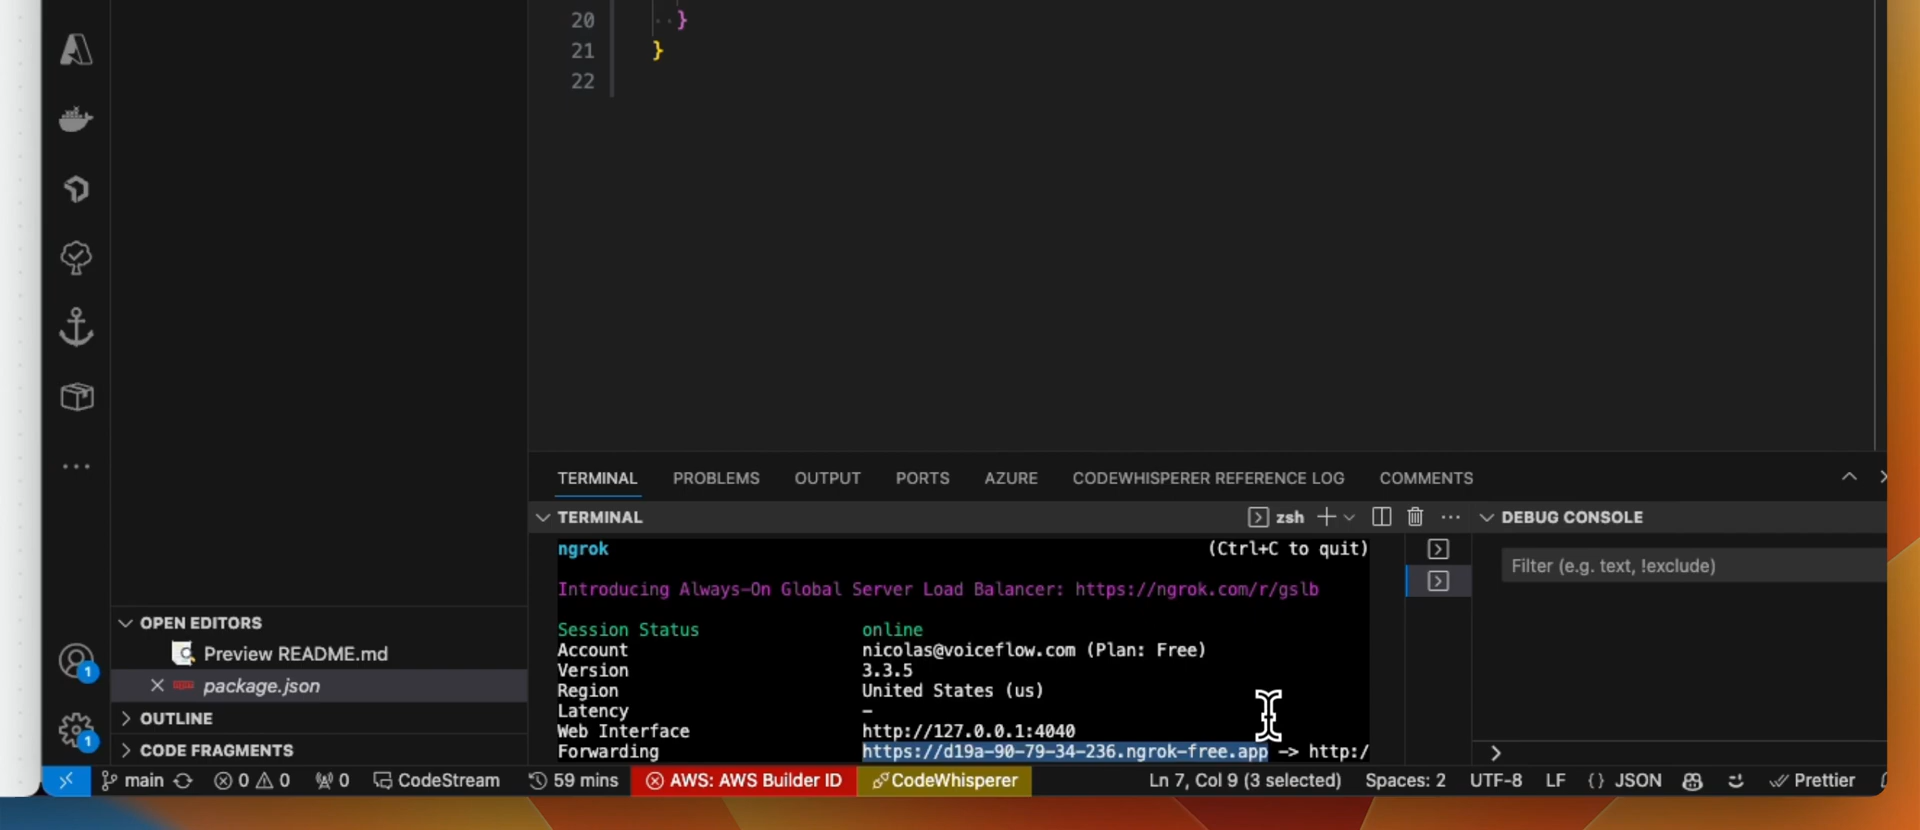 20 }
21 }
22
TERMINAL PROBLEMS OUTPUT PORTS AZURE CODEWHISPERER REFERENCE LOG COMMENTS
TERMINAL zsh DEBUG CONSOLE
ngrok (Ctrl+C to quit)
Filter (e.g. text, !exclude)
Introducing Always-On Global Server Load Balancer: https://ngrok.com/r/gslb
Session Status online
Account nicolas@voiceflow.com (Plan: Free)
Version 3.3.5
Region United States (us)
Latency –
Web Interface http://127.0.0.1:4040
Forwarding https://d19a-90-79-34-236.ngrok-free.app -> http:/
OPEN EDITORS
Preview README.md
package.json
OUTLINE
CODE FRAGMENTS
1
1
main 0 0 0 CodeStream 59 mins AWS: AWS Builder ID CodeWhisperer Ln 7, Col 9 (3 selected) Spaces: 2 UTF-8 LF {} JSON Prettier